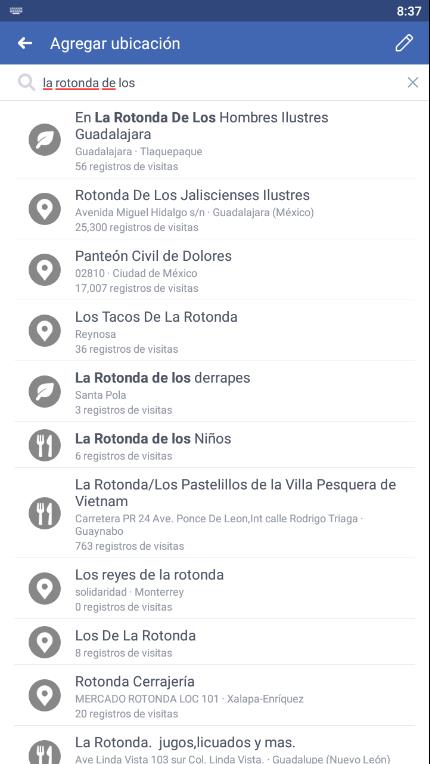 8:37
Agregar ubicación
la rotonda de los
En La Rotonda De Los Hombres Ilustres
Guadalajara
Guadalajara · Tlaquepaque
56 registros de visitas
Rotonda De Los Jaliscienses Ilustres
Avenida Miguel Hidalgo s/n · Guadalajara (México)
25,300 registros de visitas
Panteón Civil de Dolores
02810 · Ciudad de México
17,007 registros de visitas
Los Tacos De La Rotonda
Reynosa
36 registros de visitas
La Rotonda de los derrapes
Santa Pola
3 registros de visitas
La Rotonda de los Niños
6 registros de visitas
La Rotonda/Los Pastelillos de la Villa Pesquera de
Vietnam
Carretera PR 24 Ave. Ponce De Leon,Int calle Rodrigo Triaga ·
Guaynabo
763 registros de visitas
Los reyes de la rotonda
solidaridad · Monterrey
0 registros de visitas
Los De La Rotonda
8 registros de visitas
Rotonda Cerrajería
MERCADO ROTONDA LOC 101 · Xalapa-Enríquez
20 registros de visitas
La Rotonda. jugos,licuados y mas.
Ave Linda Vista 103 sur Col. Linda Vista. · Guadalupe (Nuevo León)